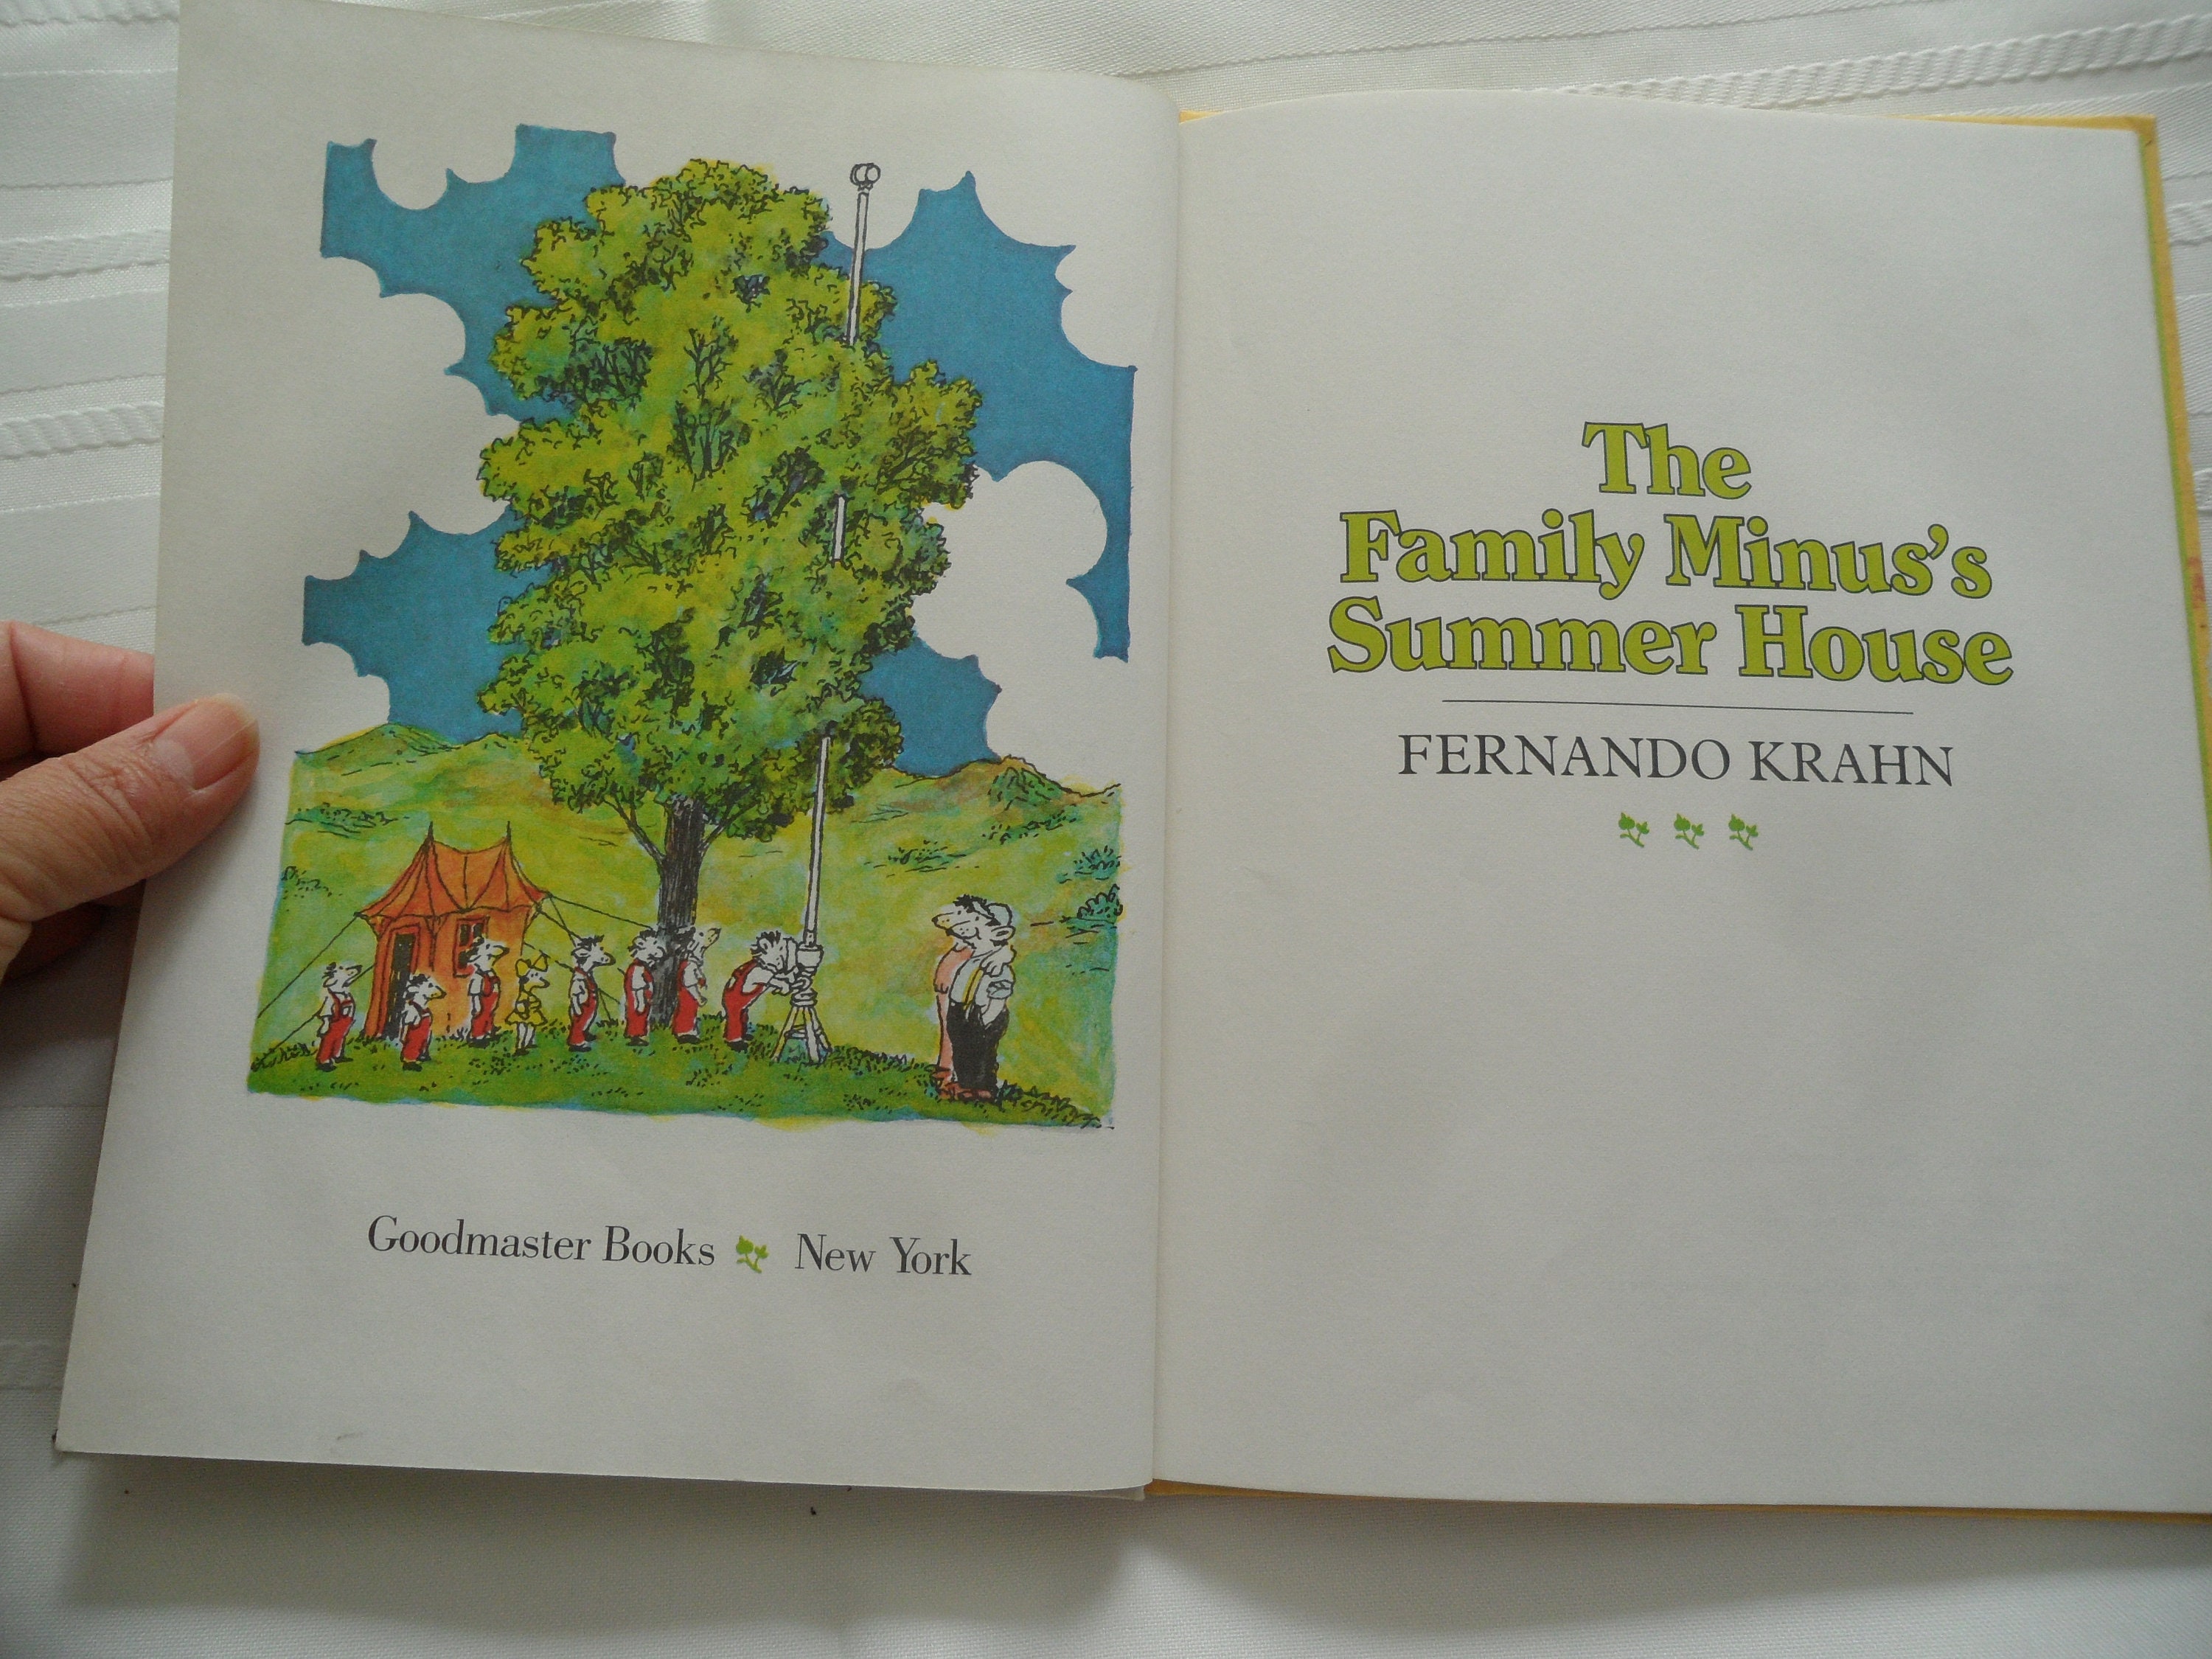 Goodmaster Books New York
The
Family Minus's
Summer House
FERNANDO KRAHN